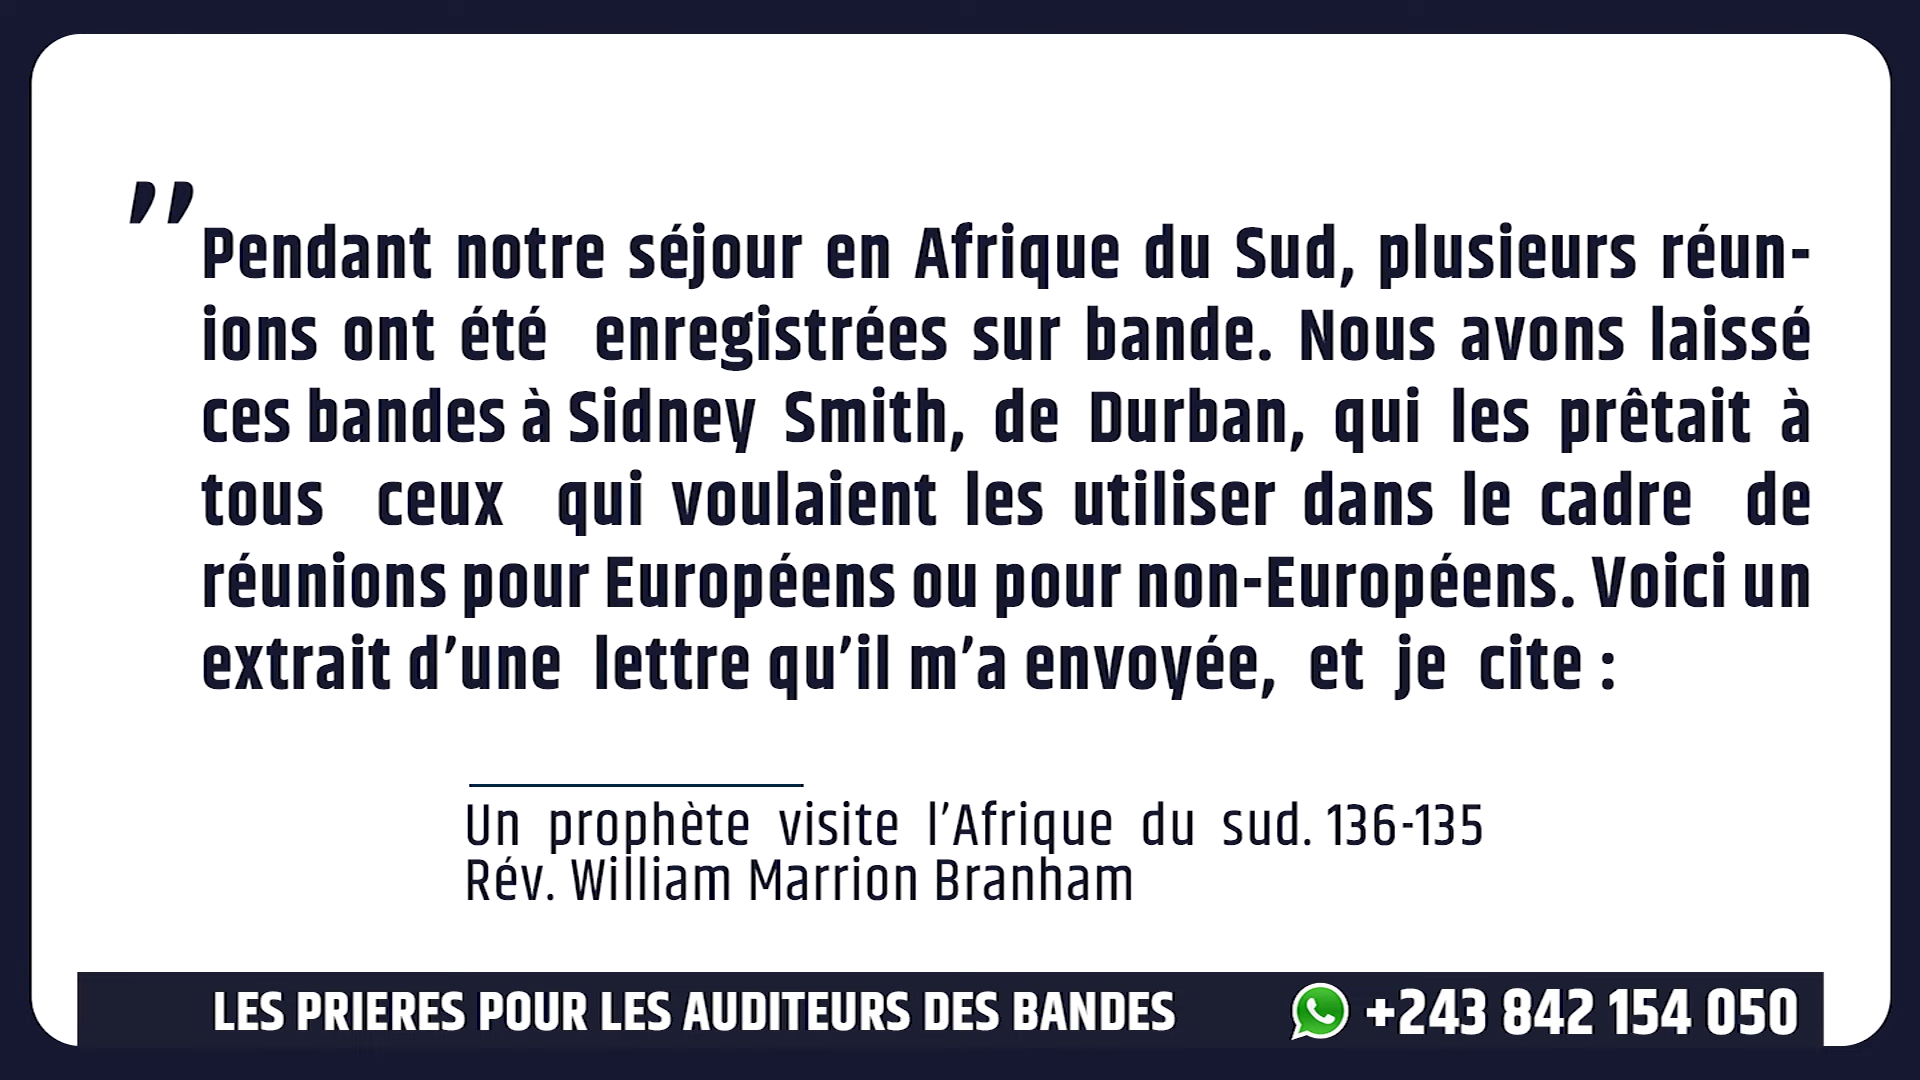 ”
Pendant notre séjour en Afrique du Sud, plusieurs réun-
ions ont été enregistrées sur bande. Nous avons laissé
ces bandes à Sidney Smith, de Durban, qui les prêtait à
tous ceux qui voulaient les utiliser dans le cadre de
réunions pour Européens ou pour non-Européens. Voici un
extrait d’une lettre qu’il m’a envoyée, et je cite :
Un prophète visite l’Afrique du sud. 136-135
Rév. William Marrion Branham
LES PRIERES POUR LES AUDITEURS DES BANDES
+243 842 154 050